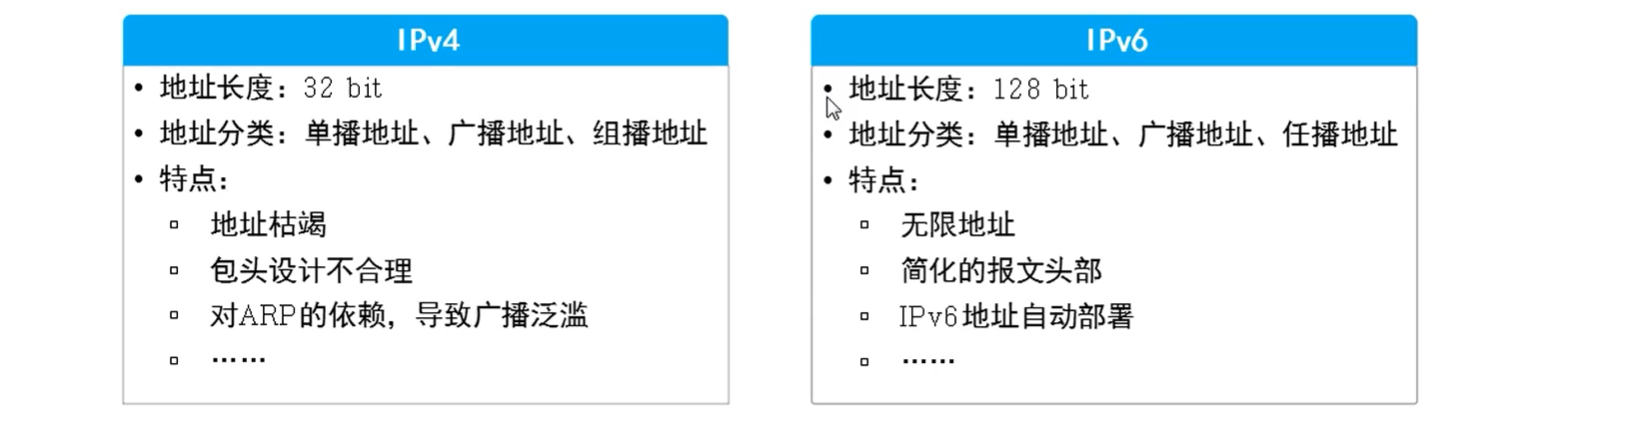 IPv4
• 地址长度：32 bit
• 地址分类：单播地址、广播地址、组播地址
• 特点：
▫ 地址枯竭
▫ 包头设计不合理
▫ 对ARP的依赖，导致广播泛滥
▫ ……
IPv6
• 地址长度：128 bit
• 地址分类：单播地址、广播地址、任播地址
• 特点：
▫ 无限地址
▫ 简化的报文头部
▫ IPv6地址自动部署
▫ ……